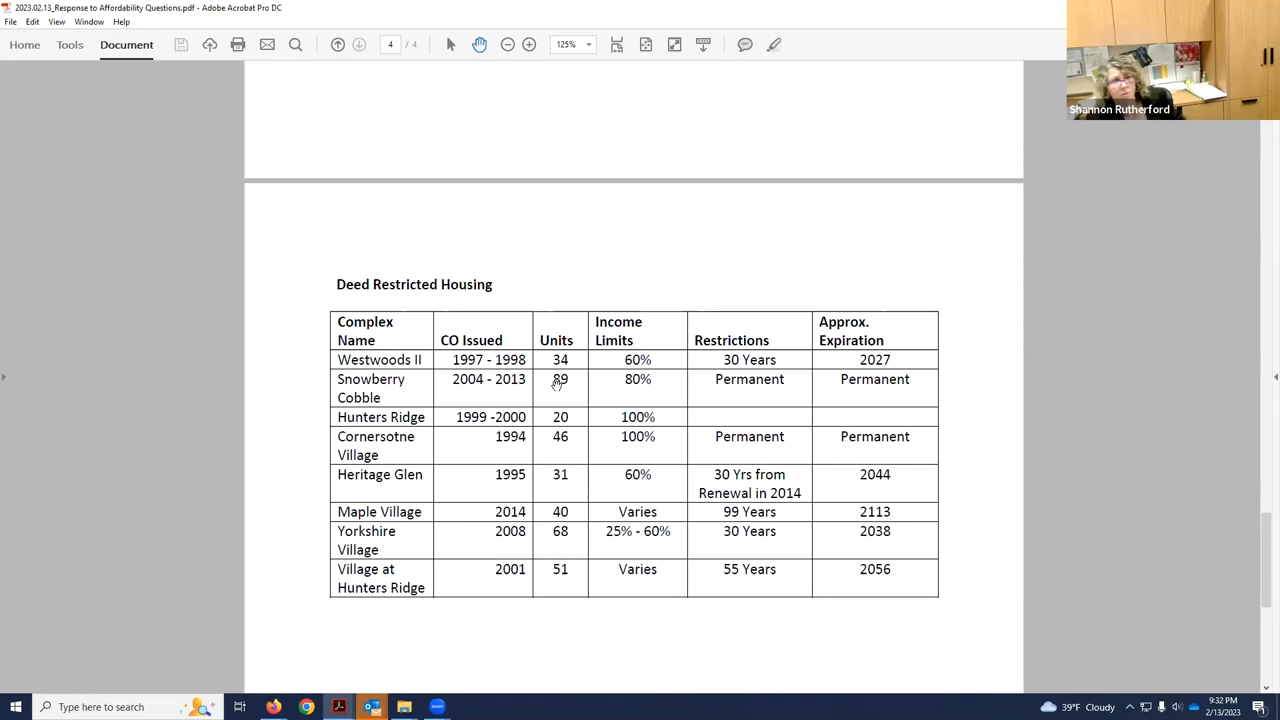 2023.02.13_Response to Affordability Questions.pdf - Adobe Acrobat Pro DC
File Edit View Window Help
Home Tools Document 4 / 4 125%
Shannon Rutherford
Deed Restricted Housing
Complex Name CO Issued Units Income Limits Restrictions Approx. Expiration
Westwoods II 1997 - 1998 34 60% 30 Years 2027
Snowberry Cobble 2004 - 2013 89 80% Permanent Permanent
Hunters Ridge 1999 -2000 20 100%
Cornersotne Village 1994 46 100% Permanent Permanent
Heritage Glen 1995 31 60% 30 Yrs from Renewal in 2014 2044
Maple Village 2014 40 Varies 99 Years 2113
Yorkshire Village 2008 68 25% - 60% 30 Years 2038
Village at Hunters Ridge 2001 51 Varies 55 Years 2056
Type here to search
zoom
39°F Cloudy
9:32 PM
2/13/2023
1